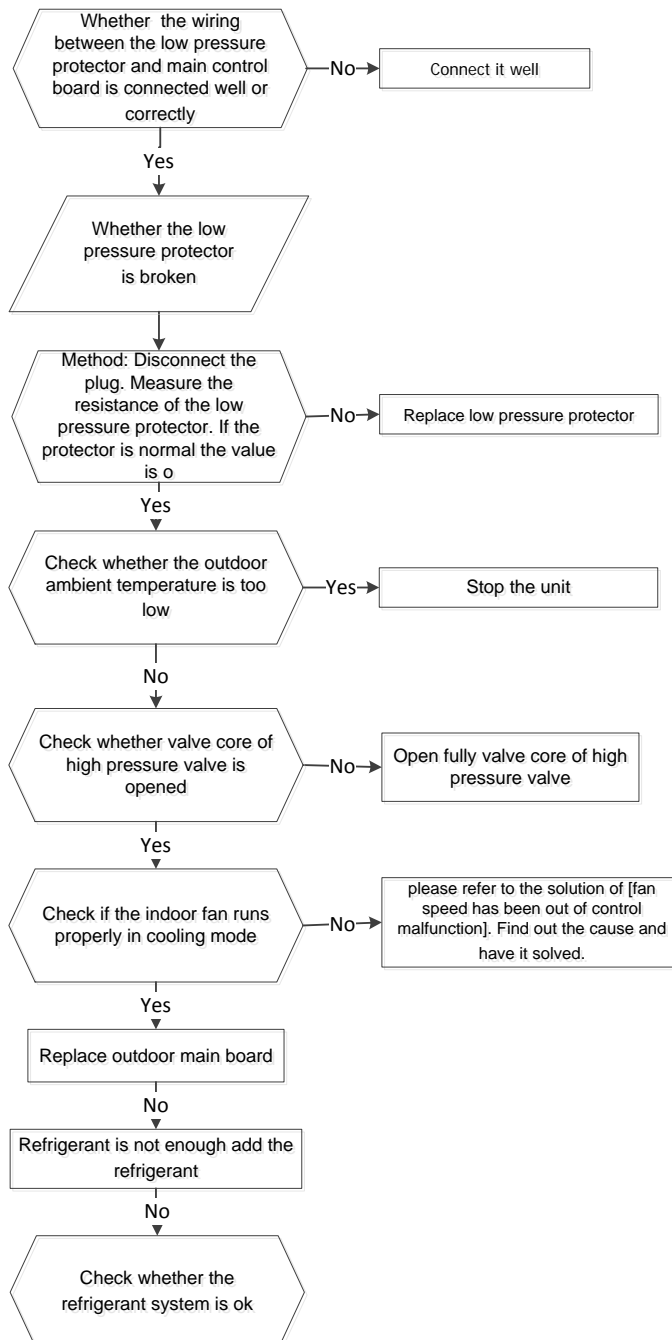 Whether the wiring
between the low pressure
protector and main control
board is connected well or
correctly
No
Connect it well
Yes
Whether the low
pressure protector
is broken
Method: Disconnect the
plug. Measure the
resistance of the low
pressure protector. If the
protector is normal the value
is o
No
Replace low pressure protector
Yes
Check whether the outdoor
ambient temperature is too
low
Yes
Stop the unit
No
Check whether valve core of
high pressure valve is
opened
No
Open fully valve core of high
pressure valve
Yes
Check if the indoor fan runs
properly in cooling mode
No
please refer to the solution of [fan
speed has been out of control
malfunction]. Find out the cause and
have it solved.
Yes
Replace outdoor main board
No
Refrigerant is not enough add the
refrigerant
No
Check whether the
refrigerant system is ok